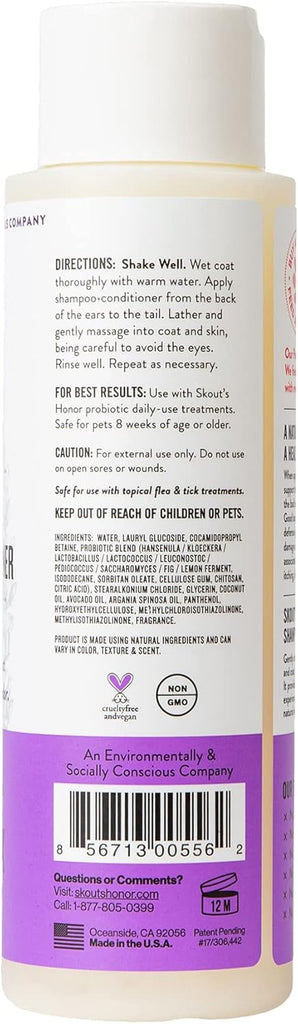 S COMPANY
DIRECTIONS: Shake Well. Wet coat
thoroughly with warm water. Apply
shampoo-conditioner from the back
of the ears to the tail. Lather and
gently massage into coat and skin,
being careful to avoid the eyes.
Rinse well. Repeat as necessary.
FOR BEST RESULTS: Use with Skout's
Honor probiotic daily-use treatments.
Safe for pets 8 weeks of age or older.
CAUTION: For external use only. Do not use
on open sores or wounds.
Safe for use with topical flea & tick treatments.
KEEP OUT OF REACH OF CHILDREN OR PETS.
INGREDIENTS: WATER, LAURYL GLUCOSIDE, COCAMIDOPROPYL
BETAINE, PROBIOTIC BLEND (HANSENULA / KLOECKERA /
LACTOBACILLUS / LACTOCOCCUS / LEUCONOSTOC /
PEDIOCOCCUS / SACCHAROMYCES / FIG / LEMON FERMENT,
ISODODECANE, SORBITAN OLEATE, CELLULOSE GUM, CHITOSAN,
CITRIC ACID), STEARALKONIUM CHLORIDE, GLYCERIN, COCONUT
OIL, AVOCADO OIL, ARGANIA SPINOSA OIL, PANTHENOL,
HYDROXYETHYLCELLULOSE, METHYLCHLOROISOTHIAZOLINONE,
METHYLISOTHIAZOLINONE, FRAGRANCE.
PRODUCT IS MADE USING NATURAL INGREDIENTS AND CAN
VARY IN COLOR, TEXTURE & SCENT.
crueltyfree
andvegan
NON
GMO
An Environmentally &
Socially Conscious Company
8 56713 00556 2
Questions or Comments?
Visit: skoutshonor.com
Call: 1-877-805-0399
12 M
Oceanside, CA 92056
Made in the U.S.A.
Patent Pending
#17/306,442
ER
A